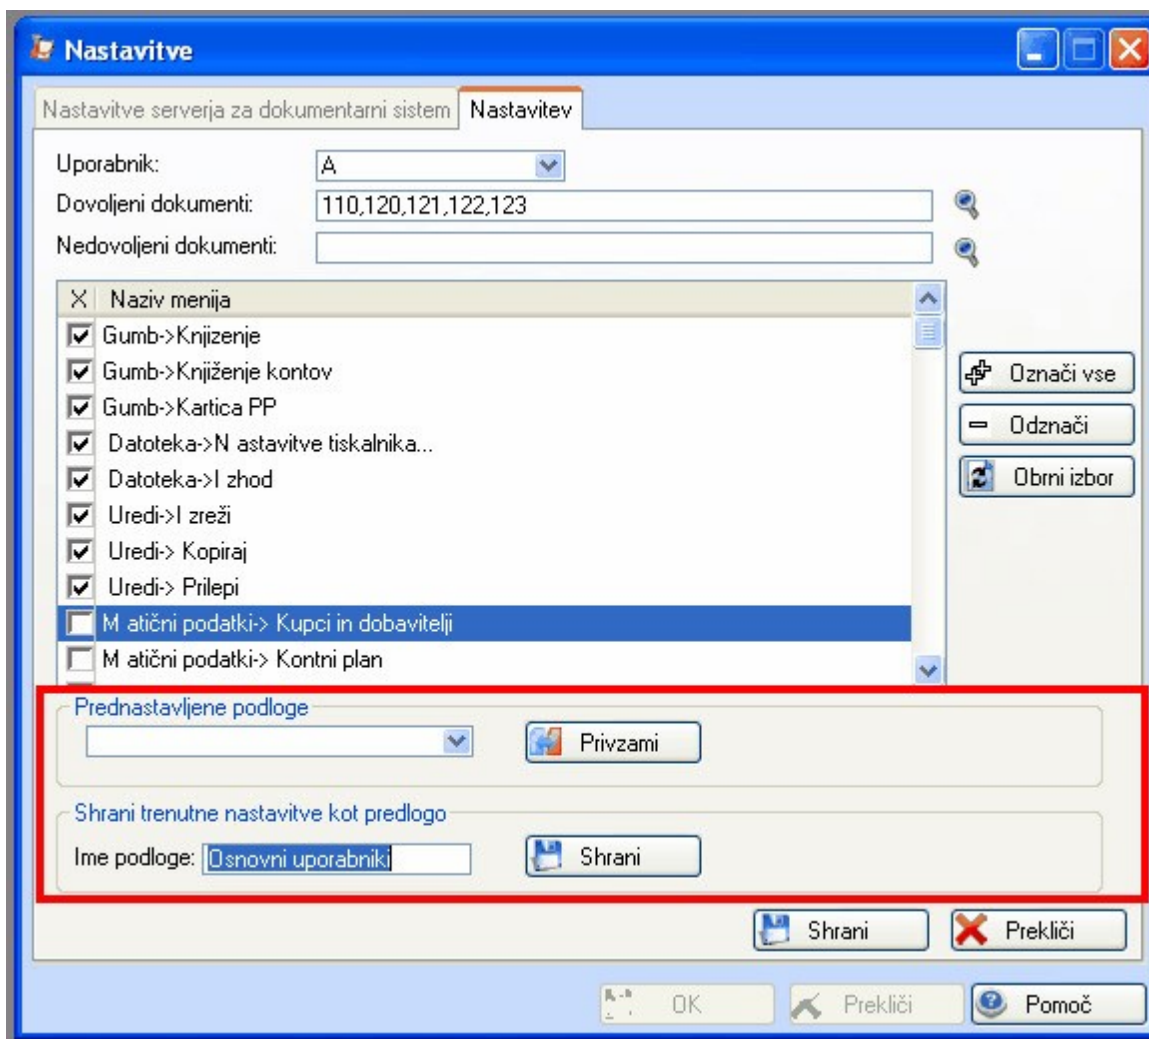 Nastavitve
Nastavitve serverja za dokumentarni sistem Nastavitev
Uporabnik: A
Dovoljeni dokumenti: 110,120,121,122,123
Nedovoljeni dokumenti:
X Naziv menija
Gumb->Knjizenje
Gumb->Knjiženje kontov
Gumb->Kartica PP
Datoteka->N astavitve tiskalnika...
Datoteka->I zhod
Uredi->I zreži
Uredi-> Kopiraj
Uredi-> Prilepi
M atični podatki-> Kupci in dobavitelji
M atični podatki-> Kontni plan
Označi vse
Odznači
Obrni izbor
Prednastavljene podloge
Privzami
Shrani trenutne nastavitve kot predlogo
Ime podloge: Osnovni uporabniki Shrani
Shrani Prekliči
OK Prekliči Pomoč